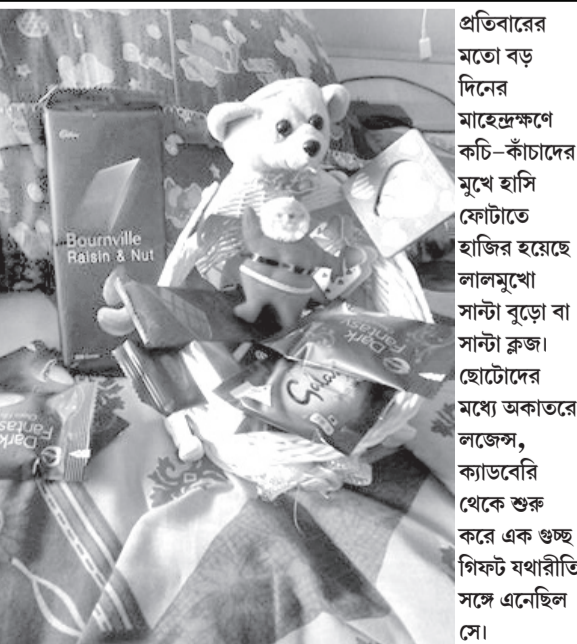 প্রতিবারের
মতো বড়
দিনের
মাহেন্দ্রক্ষণে
কচি-কাঁচাদের
মুখে হাসি
ফোটাতে
হাজির হয়েছে
লালমুখো
সান্টা বুড়ো বা
সান্টা ক্লজ।
ছোটোদের
মধ্যে অকাতরে
লজেন্স,
ক্যাডবেরি
থেকে শুরু
করে এক গুচ্ছ
গিফট যথারীতি
সঙ্গে এনেছিল
সে।
Bournville
Raisin & Nut
Dark
Fantasy
Dark
Fantasy